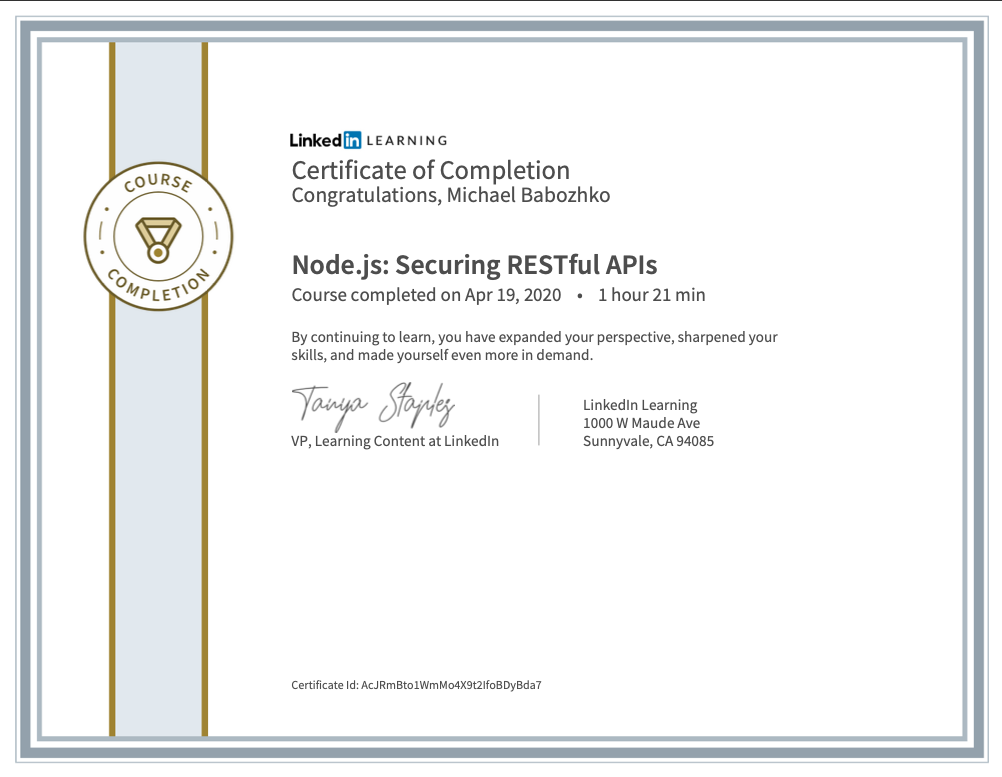 LinkedIn LEARNING
Certificate of Completion
Congratulations, Michael Babozhko
COURSE
COMPLETION
Node.js: Securing RESTful APIs
Course completed on Apr 19, 2020 • 1 hour 21 min
By continuing to learn, you have expanded your perspective, sharpened your
skills, and made yourself even more in demand.
Tanya Staples
VP, Learning Content at LinkedIn
LinkedIn Learning
1000 W Maude Ave
Sunnyvale, CA 94085
Certificate Id: AcJRmBto1WmMo4X9t2IfoBDyBda7